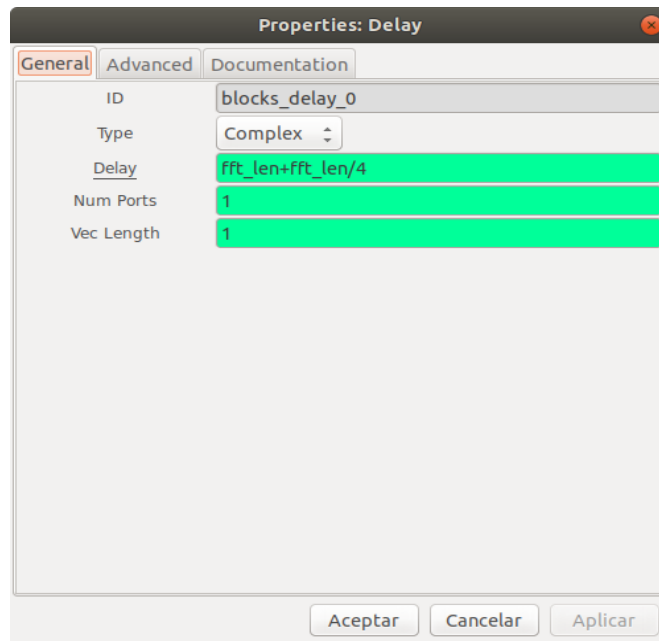 Properties: Delay
General Advanced Documentation
ID blocks_delay_0
Type Complex
Delay fft_len+fft_len/4
Num Ports 1
Vec Length 1
Aceptar Cancelar Aplicar